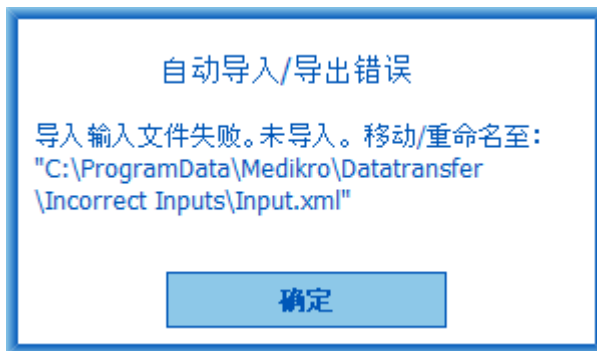 自动导入/导出错误
导入输入文件失败。未导入。移动/重命名至：
"C:\ProgramData\Medikro\Datatransfer
\Incorrect Inputs\Input.xml"
确定